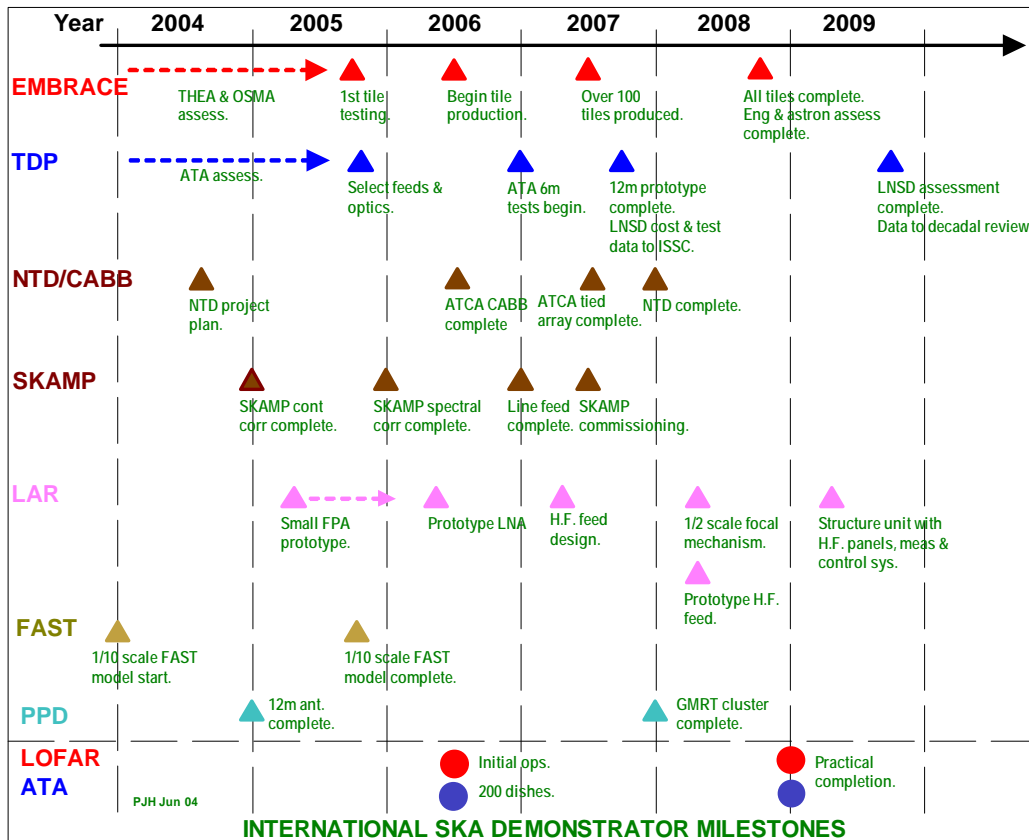 Year 2004 2005 2006 2007 2008 2009
EMBRACE
THEA & OSMA
assess.
1st tile
testing.
Begin tile
production.
Over 100
tiles produced.
All tiles complete.
Eng & astron assess
complete.
TDP
ATA assess.
Select feeds &
optics.
ATA 6m
tests begin.
12m prototype
complete.
LNSD cost & test
data to ISSC.
LNSD assessment
complete.
Data to decadal review
NTD/CABB
NTD project
plan.
ATCA CABB
complete
ATCA tied
array complete.
NTD complete.
SKAMP
SKAMP cont
corr complete.
SKAMP spectral
corr complete.
Line feed
complete.
SKAMP
commissioning.
LAR
Small FPA
prototype.
Prototype LNA
H.F. feed
design.
1/2 scale focal
mechanism.
Structure unit with
H.F. panels, meas &
control sys.
Prototype H.F.
feed.
FAST
1/10 scale FAST
model start.
1/10 scale FAST
model complete.
PPD
12m ant.
complete.
GMRT cluster
complete.
LOFAR
Initial ops.
Practical
completion.
ATA
200 dishes.
PJH Jun 04
INTERNATIONAL SKA DEMONSTRATOR MILESTONES